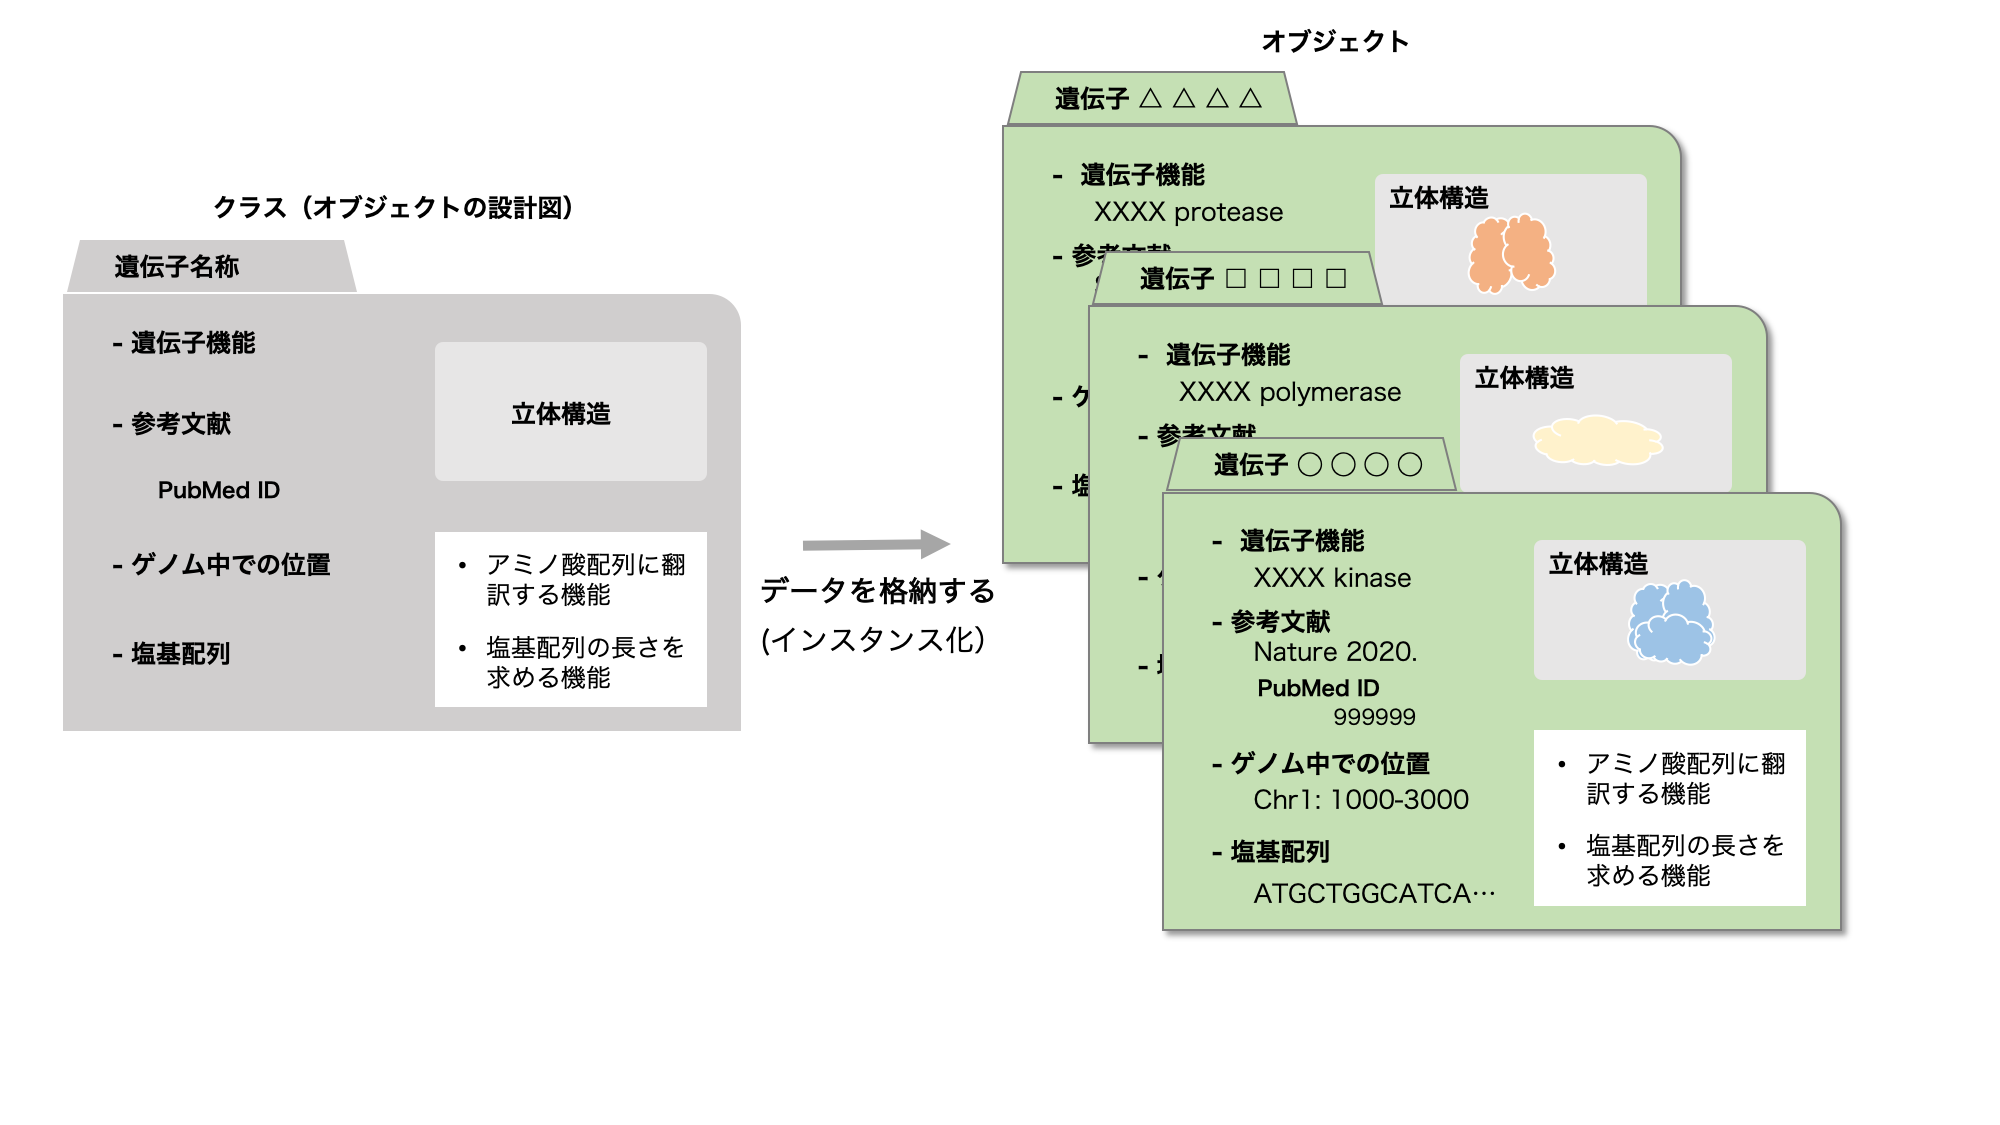 クラス（オブジェクトの設計図）
遺伝子名称
- 遺伝子機能
- 参考文献
PubMed ID
- ゲノム中での位置
- 塩基配列
立体構造
• アミノ酸配列に翻
訳する機能
• 塩基配列の長さを
求める機能
データを格納する
(インスタンス化)
オブジェクト
遺伝子 △ △ △ △
- 遺伝子機能
XXXX protease
- 参考文献
立体構造
遺伝子 □ □ □ □
- 遺伝子機能
XXXX polymerase
- 参考文献
立体構造
遺伝子 ○ ○ ○ ○
- 遺伝子機能
XXXX kinase
- 参考文献
Nature 2020.
PubMed ID
999999
- ゲノム中での位置
Chr1: 1000-3000
- 塩基配列
ATGCTGGCATCA…
立体構造
• アミノ酸配列に翻
訳する機能
• 塩基配列の長さを
求める機能